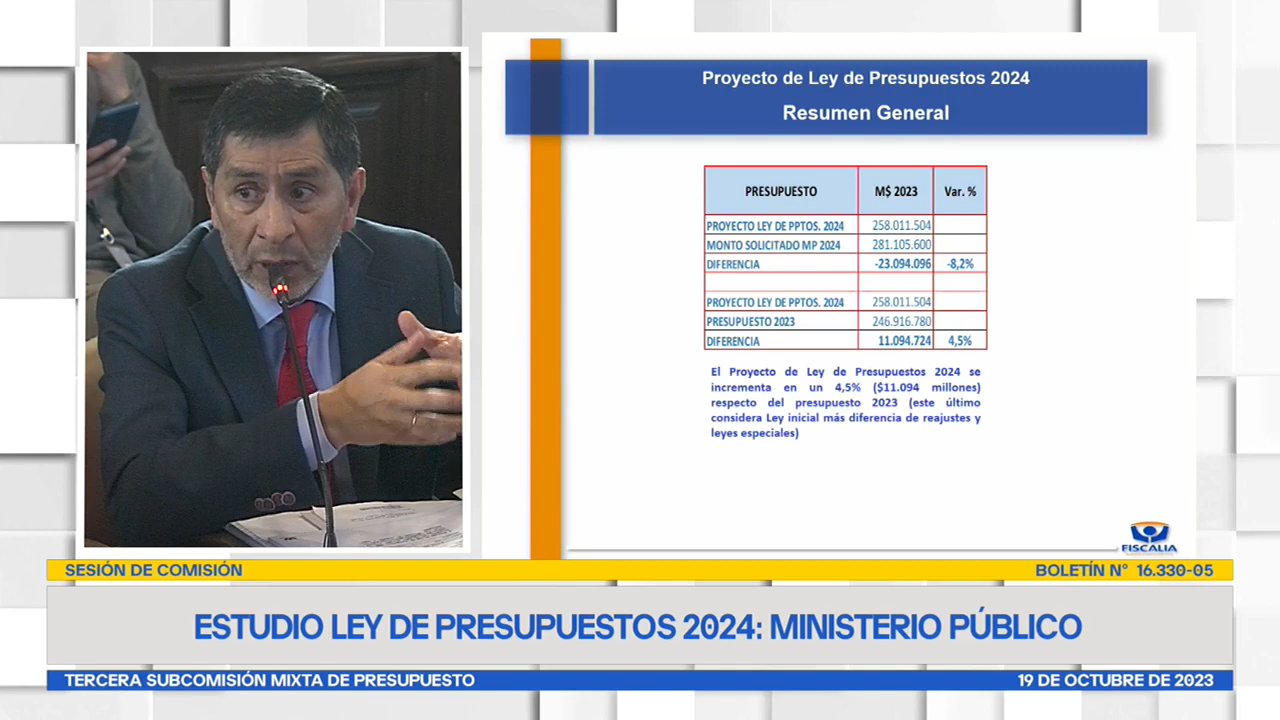 Proyecto de Ley de Presupuestos 2024
Resumen General
PRESUPUESTO M$ 2023 Var. %
PROYECTO LEY DE PPTOS. 2024 258.011.504
MONTO SOLICITADO MP 2024 281.105.600
DIFERENCIA -23.094.096 -8,2%
PROYECTO LEY DE PPTOS. 2024 258.011.504
PRESUPUESTO 2023 246.916.780
DIFERENCIA 11.094.724 4,5%
El Proyecto de Ley de Presupuestos 2024 se
incrementa en un 4,5% ($11.094 millones)
respecto del presupuesto 2023 (este último
considera Ley inicial más diferencia de reajustes y
leyes especiales)
FISCALIA
SESIÓN DE COMISIÓN BOLETÍN N° 16.330-05
ESTUDIO LEY DE PRESUPUESTOS 2024: MINISTERIO PÚBLICO
TERCERA SUBCOMISIÓN MIXTA DE PRESUPUESTO 19 DE OCTUBRE DE 2023